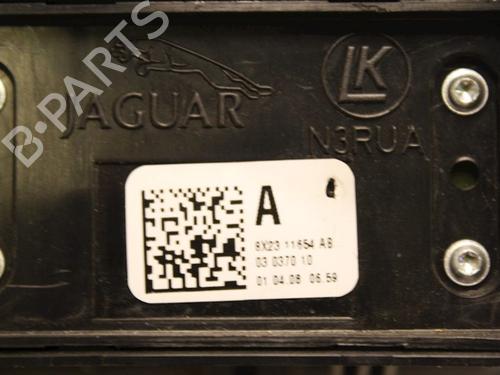 B-PARTS
JAGUAR
LK
N3RUA
A
8X23 11654 AB
03 0370 10
01 04.08 06.59